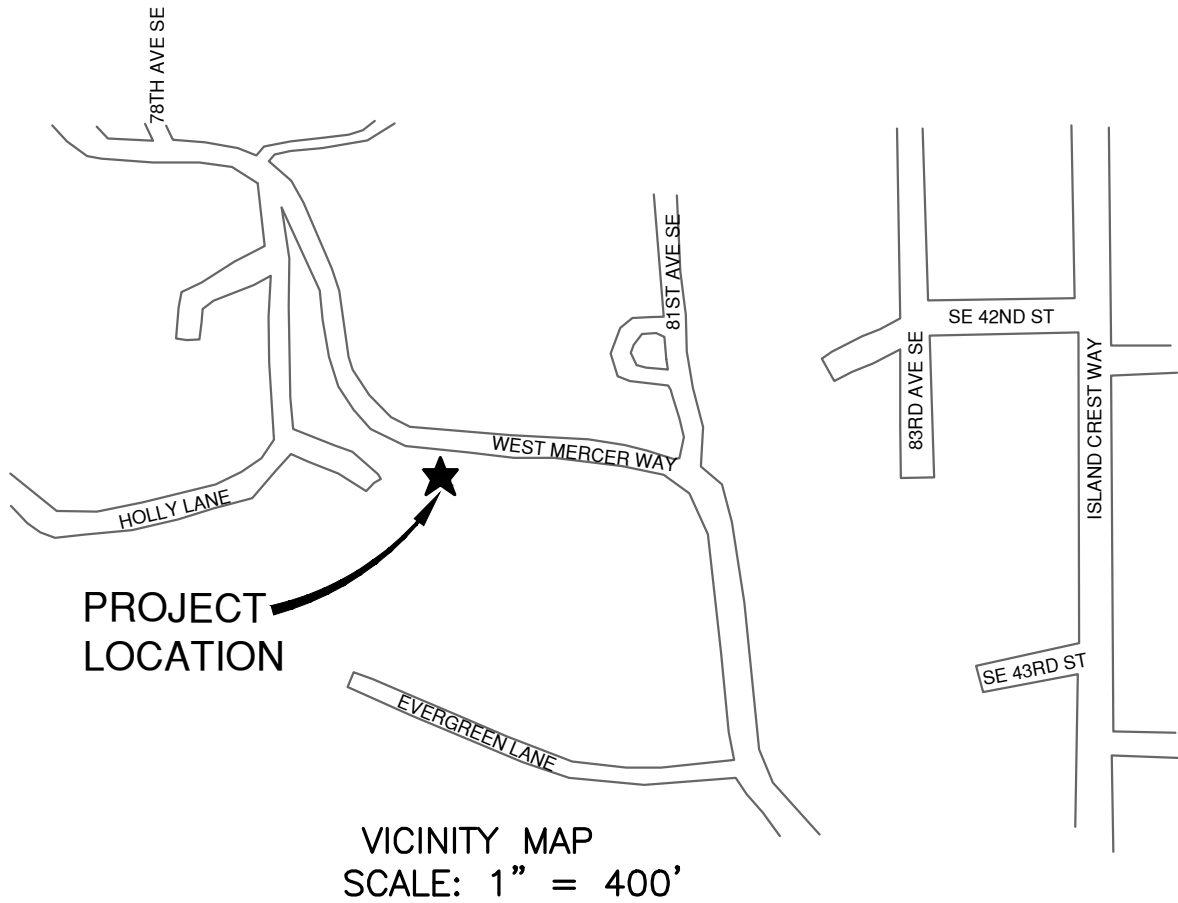 78TH AVE SE
81ST AVE SE
SE 42ND ST
83RD AVE SE
ISLAND CREST WAY
WEST MERCER WAY
HOLLY LANE
PROJECT
LOCATION
SE 43RD ST
EVERGREEN LANE
VICINITY MAP
SCALE: 1" = 400'